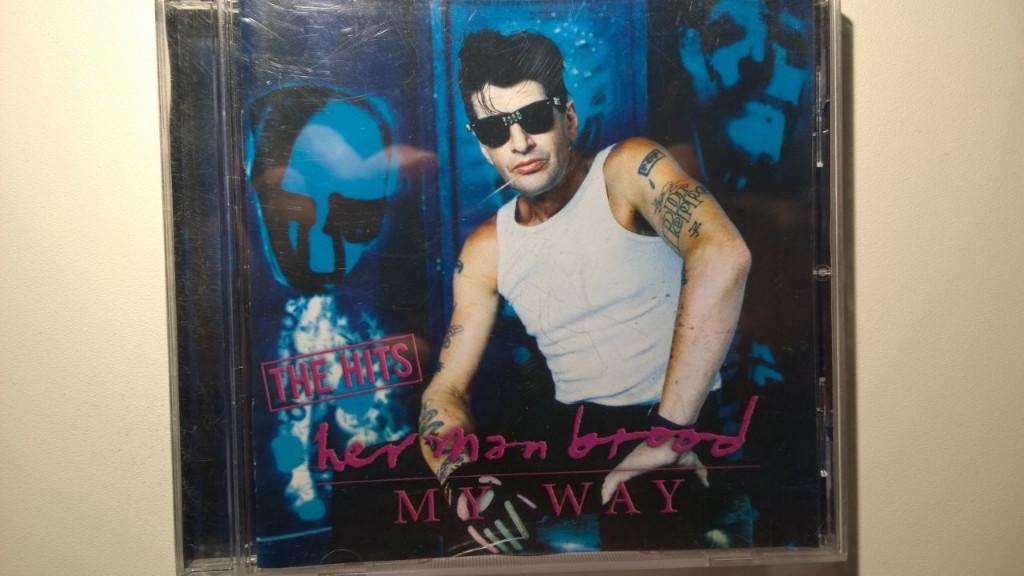 THE HITS
herman brood
MY WAY